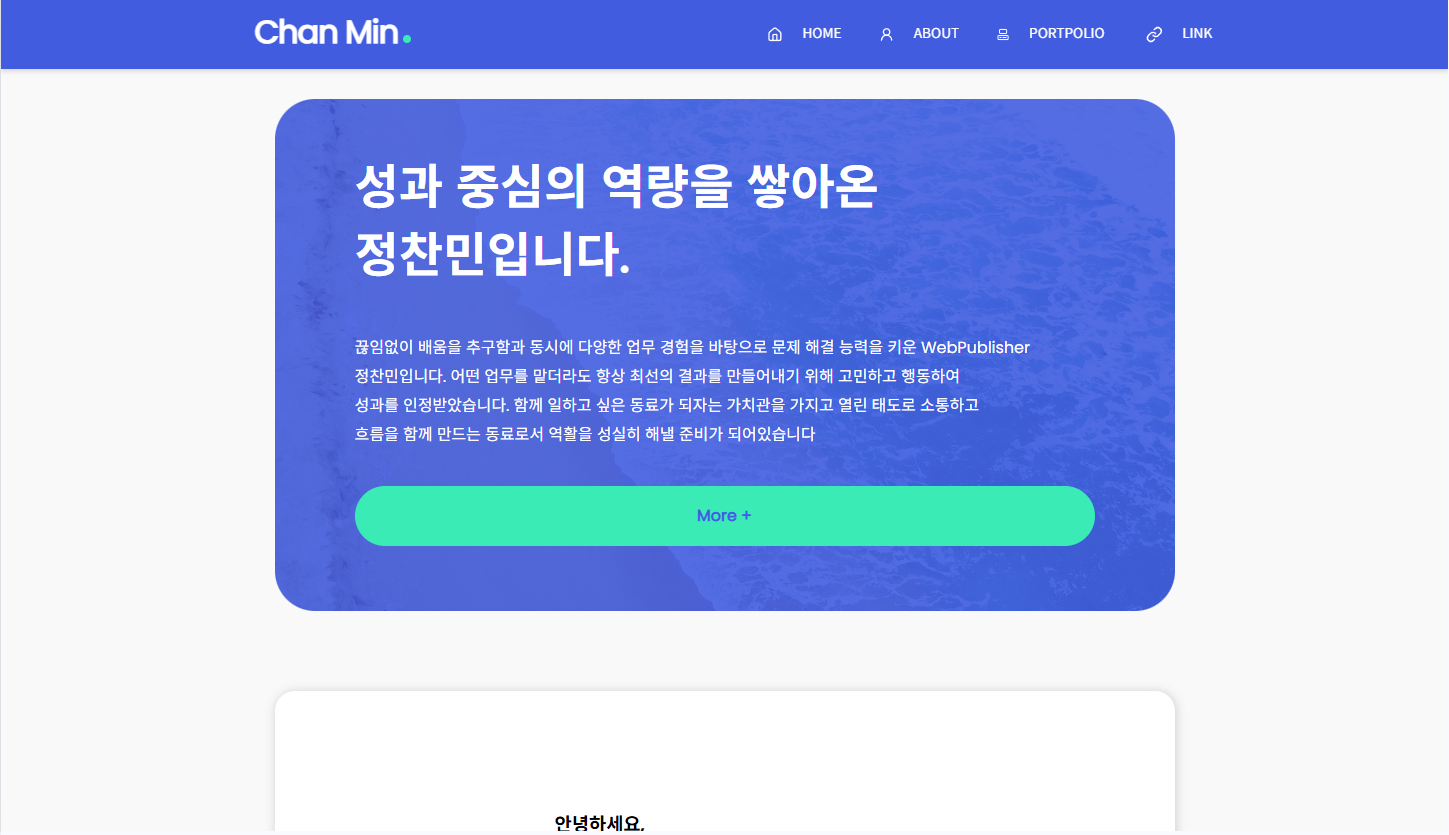 Chan Min.
HOME ABOUT PORTPOLIO LINK
성과 중심의 역량을 쌓아온
정찬민입니다.
끊임없이 배움을 추구함과 동시에 다양한 업무 경험을 바탕으로 문제 해결 능력을 키운 WebPublisher
정찬민입니다. 어떤 업무를 맡더라도 항상 최선의 결과를 만들어내기 위해 고민하고 행동하여
성과를 인정받았습니다. 함께 일하고 싶은 동료가 되자는 가치관을 가지고 열린 태도로 소통하고
흐름을 함께 만드는 동료로서 역활을 성실히 해낼 준비가 되어있습니다
More +
안녕하세요,